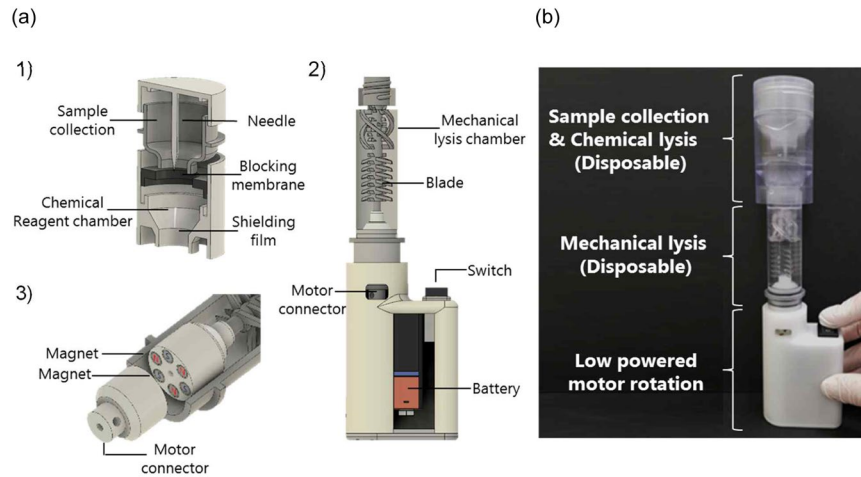 (a)
1)
Sample
collection
Needle
Blocking
membrane
Chemical
Reagent chamber
Shielding
film
2)
Mechanical
lysis chamber
Blade
Motor
connector
Switch
Battery
3)
Magnet
Magnet
Motor
connector
(b)
Sample collection
& Chemical lysis
(Disposable)
Mechanical lysis
(Disposable)
Low powered
motor rotation